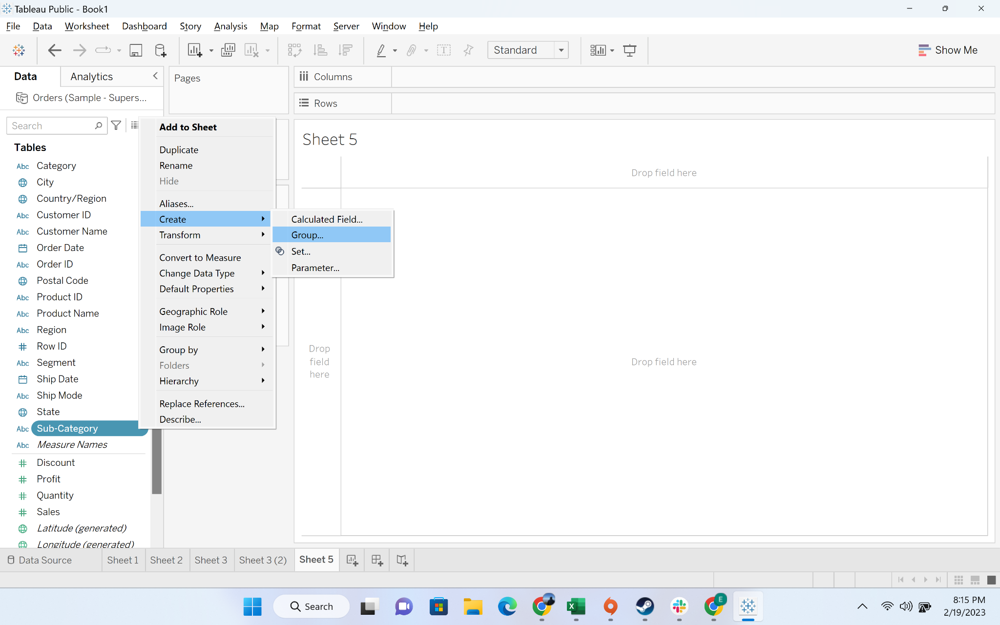 Tableau Public - Book1
File Data Worksheet Dashboard Story Analysis Map Format Server Window Help
Standard
Show Me
Data
Analytics
Orders (Sample - Supers...
Search
Tables
Abc Category
City
Country/Region
Abc Customer ID
Abc Customer Name
Order Date
Abc Order ID
Postal Code
Abc Product ID
Abc Product Name
Abc Region
Row ID
Abc Segment
Ship Date
Abc Ship Mode
State
Abc Sub-Category
Abc Measure Names
Discount
Profit
Quantity
Sales
Latitude (generated)
Longitude (generated)
Pages
Add to Sheet
Duplicate
Rename
Hide
Aliases...
Create
Transform
Convert to Measure
Change Data Type
Default Properties
Geographic Role
Image Role
Group by
Folders
Hierarchy
Replace References...
Describe...
Calculated Field...
Group...
Set...
Parameter...
Columns
Rows
Sheet 5
Drop field here
Drop
field
here
Drop field here
Data Source
Sheet 1
Sheet 2
Sheet 3
Sheet 3 (2)
Sheet 5
Search
E
8:15 PM
2/19/2023